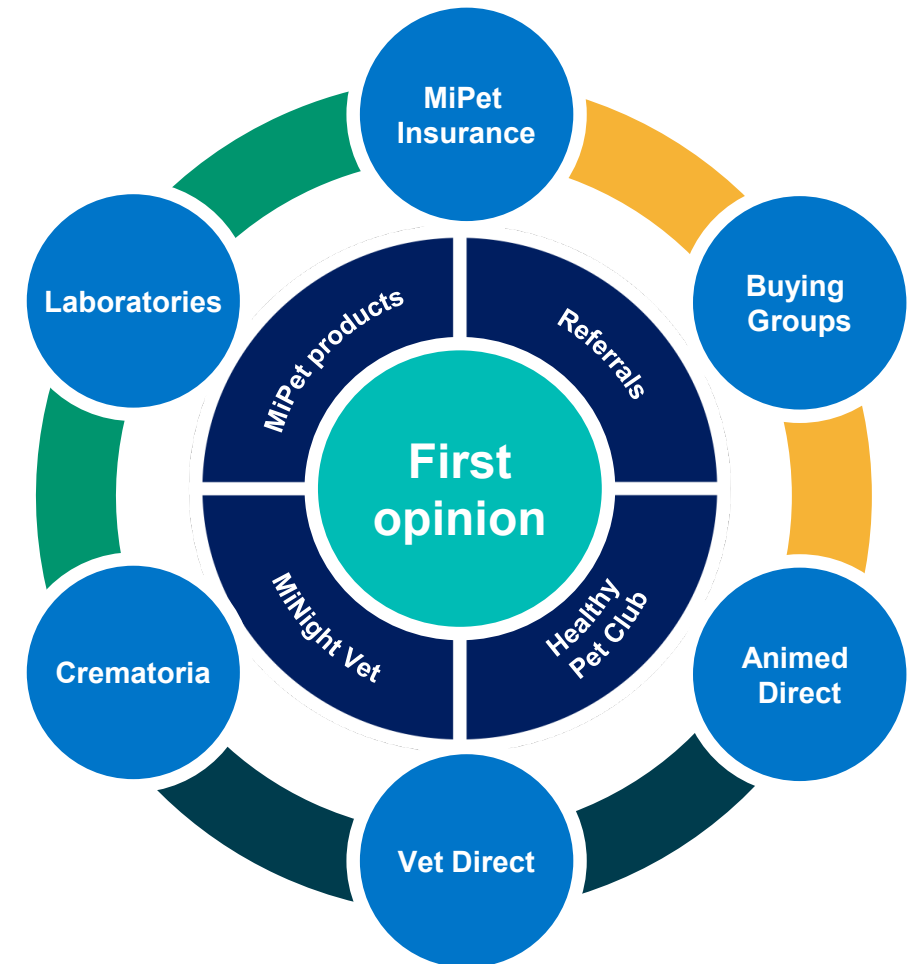 MiPet
Insurance
Laboratories
Buying
Groups
MiPet products
Referrals
First
opinion
MiNight Vet
Healthy
Pet Club
Crematoria
Animed
Direct
Vet Direct